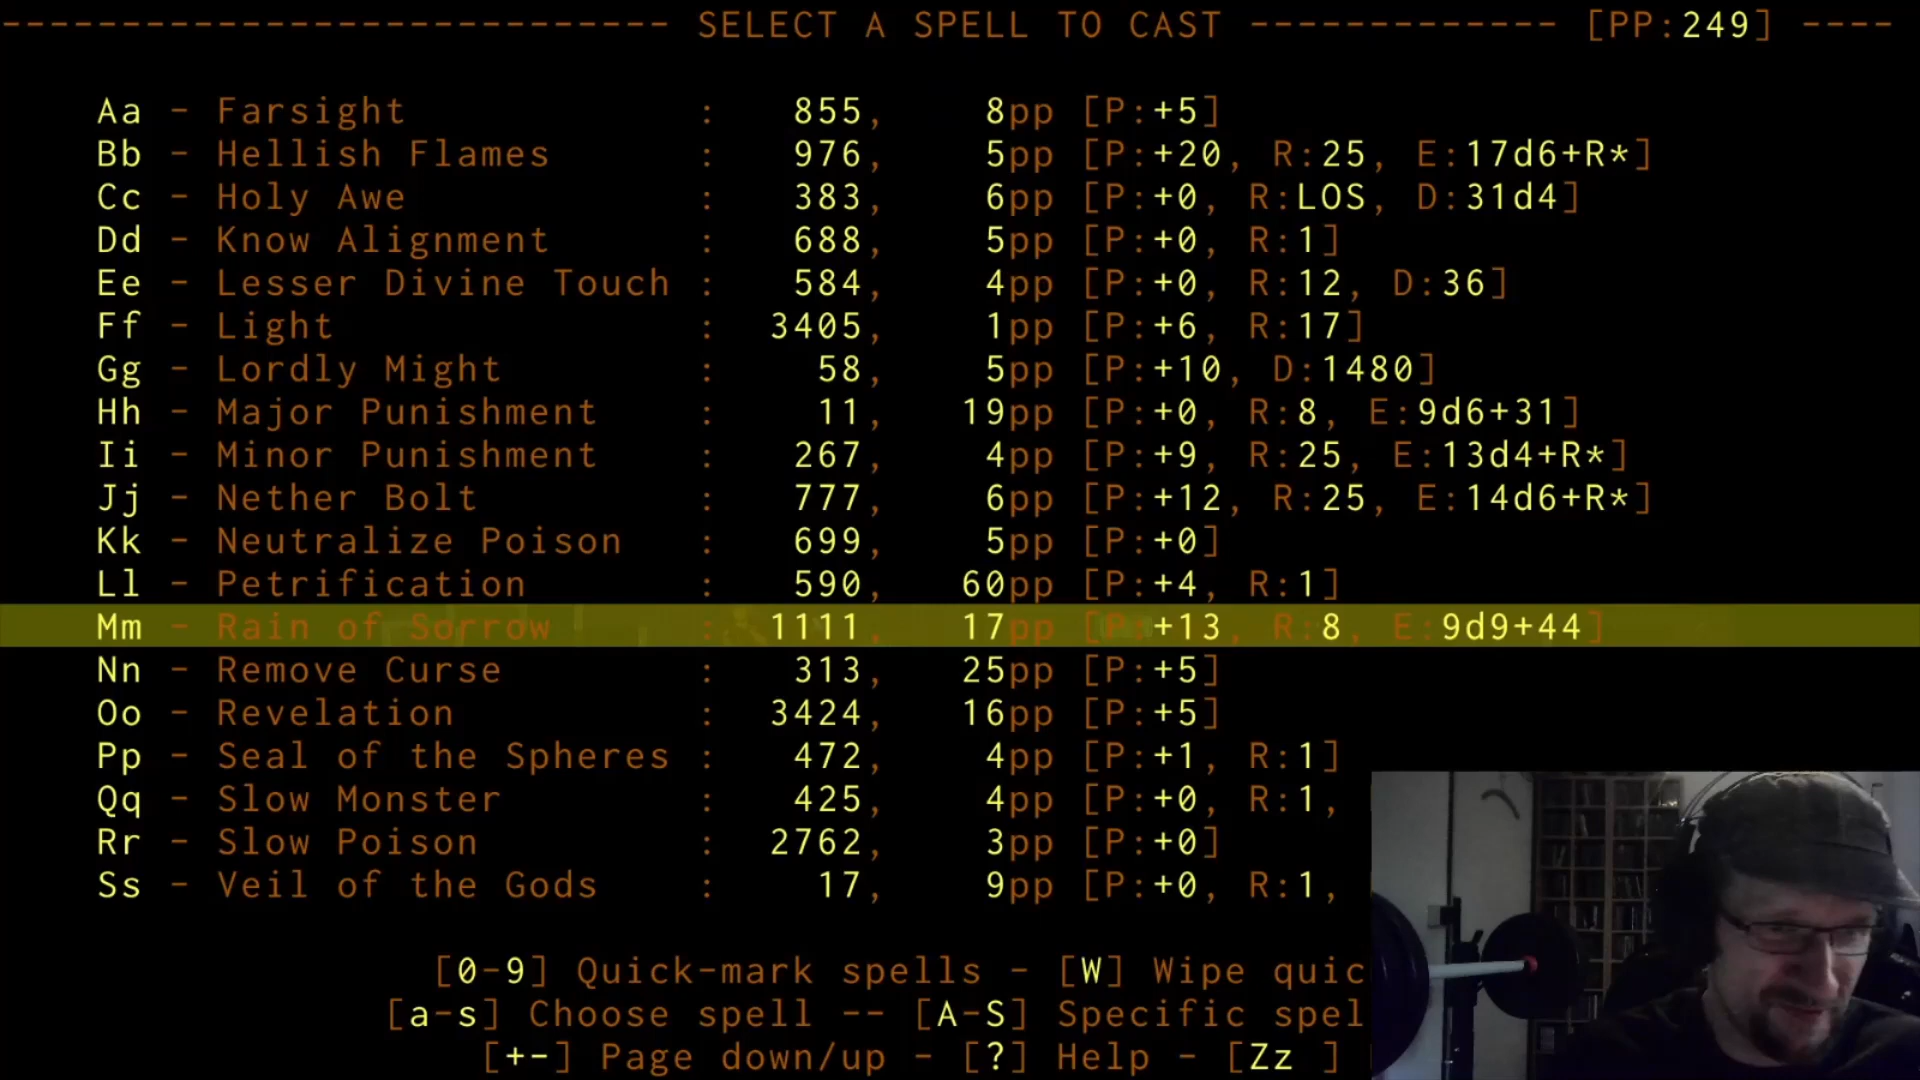 ---------------------------- SELECT A SPELL TO CAST ------------- [PP:249] ----
Aa - Farsight : 855, 8pp [P:+5]
Bb - Hellish Flames : 976, 5pp [P:+20, R:25, E:17d6+R*]
Cc - Holy Awe : 383, 6pp [P:+0, R:LOS, D:31d4]
Dd - Know Alignment : 688, 5pp [P:+0, R:1]
Ee - Lesser Divine Touch : 584, 4pp [P:+0, R:12, D:36]
Ff - Light : 3405, 1pp [P:+6, R:17]
Gg - Lordly Might : 58, 5pp [P:+10, D:1480]
Hh - Major Punishment : 11, 19pp [P:+0, R:8, E:9d6+31]
Ii - Minor Punishment : 267, 4pp [P:+9, R:25, E:13d4+R*]
Jj - Nether Bolt : 777, 6pp [P:+12, R:25, E:14d6+R*]
Kk - Neutralize Poison : 699, 5pp [P:+0]
Ll - Petrification : 590, 60pp [P:+4, R:1]
Mm - Rain of Sorrow : 1111, 17pp [P:+13, R:8, E:9d9+44]
Nn - Remove Curse : 313, 25pp [P:+5]
Oo - Revelation : 3424, 16pp [P:+5]
Pp - Seal of the Spheres : 472, 4pp [P:+1, R:1]
Qq - Slow Monster : 425, 4pp [P:+0, R:1,
Rr - Slow Poison : 2762, 3pp [P:+0]
Ss - Veil of the Gods : 17, 9pp [P:+0, R:1,
[0-9] Quick-mark spells - [W] Wipe quic
[a-s] Choose spell -- [A-S] Specific spel
[+-] Page down/up - [?] Help - [Zz ]